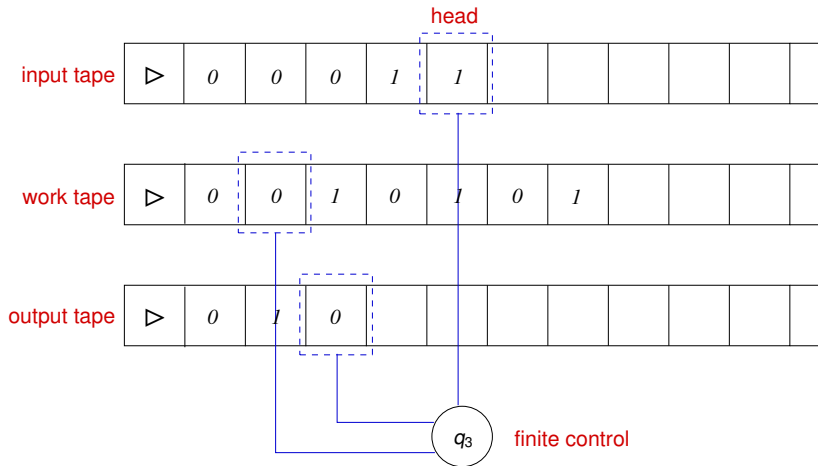 head
input tape ▷ 0 0 0 1 1
work tape ▷ 0 0 1 0 1 0 1
output tape ▷ 0 1 0
q₃ finite control